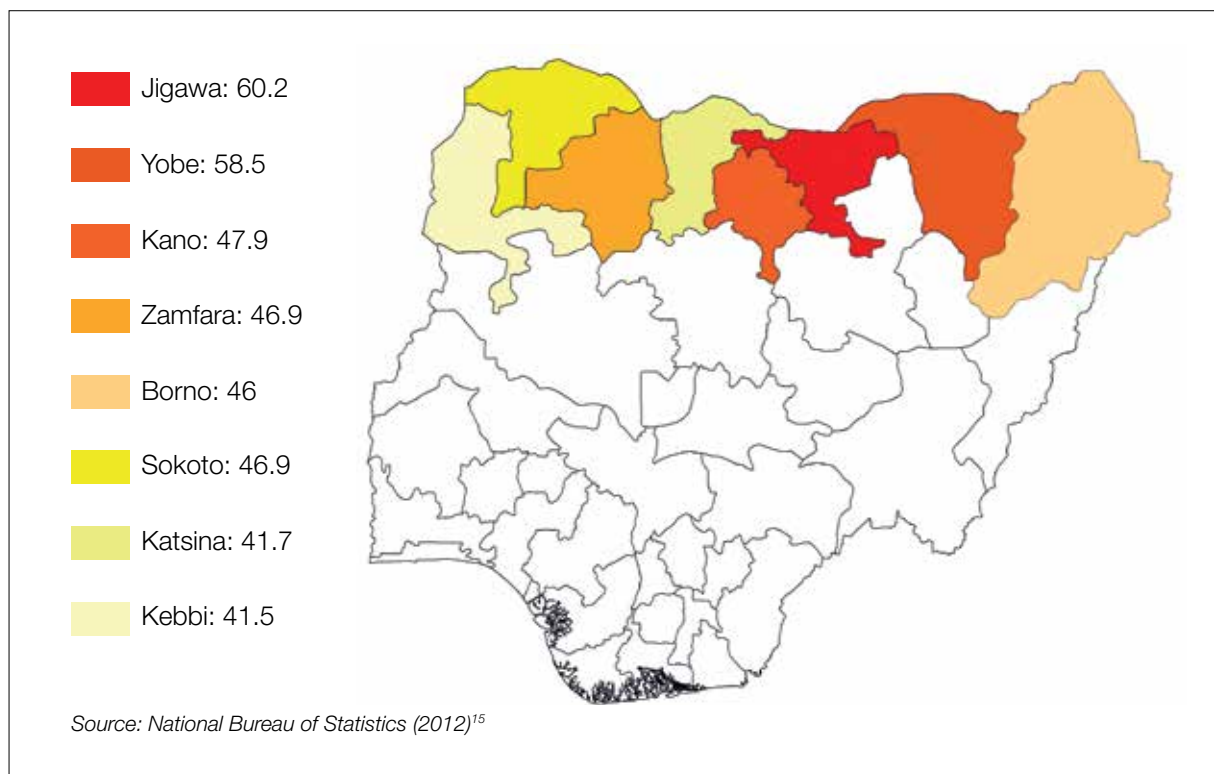 Jigawa: 60.2
Yobe: 58.5
Kano: 47.9
Zamfara: 46.9
Borno: 46
Sokoto: 46.9
Katsina: 41.7
Kebbi: 41.5
Source: National Bureau of Statistics (2012)15